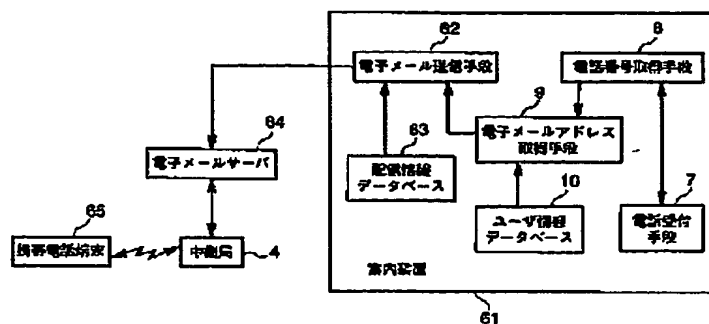 62
8
電子メール送信手段
電話番号取得手段
9
64
63
電子メールアドレス
取得手段
電子メールサーバ
配信情報
データベース
10
7
65
ユーザ情報
データベース
電話受付
手段
携帯電話端末
中継局
4
案内装置
61